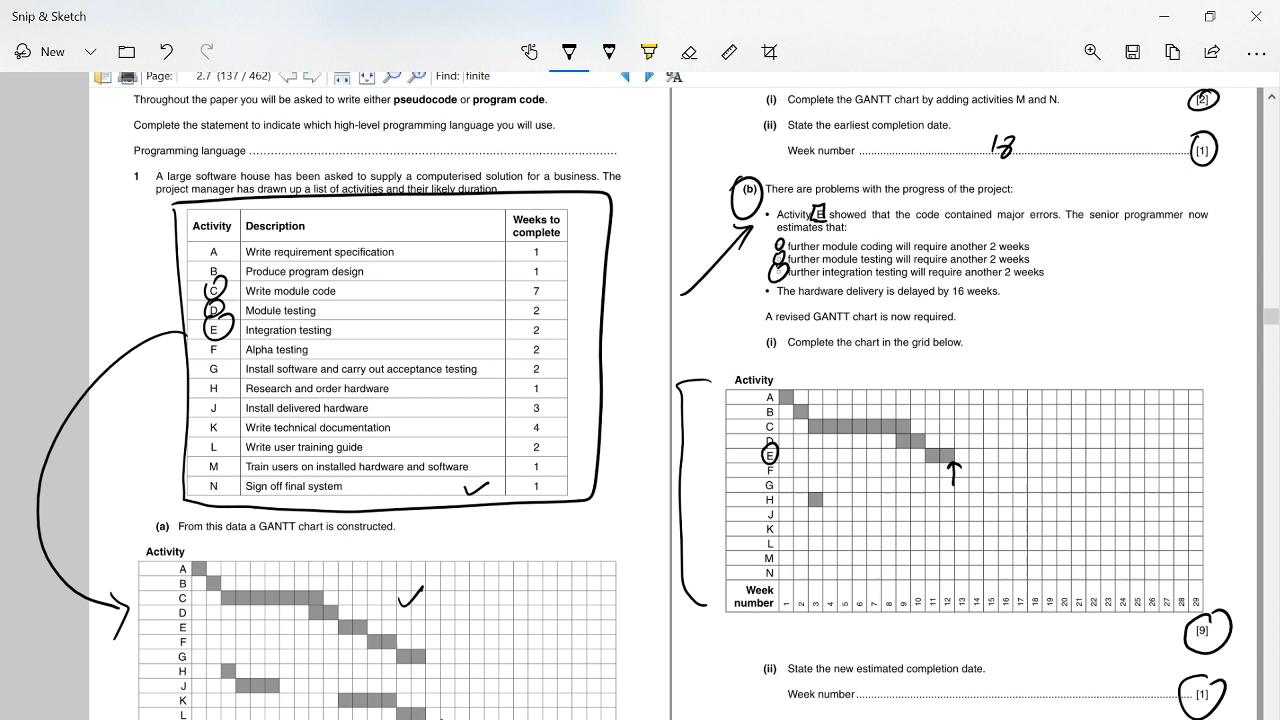 Snip & Sketch
New
Page: 2.7 (137 / 462) Find: finite
Throughout the paper you will be asked to write either pseudocode or program code.
Complete the statement to indicate which high-level programming language you will use.
Programming language ................................................................
1 A large software house has been asked to supply a computerised solution for a business. The
project manager has drawn up a list of activities and their likely duration.
Activity Description Weeks to complete
A Write requirement specification 1
B Produce program design 1
C Write module code 7
D Module testing 2
E Integration testing 2
F Alpha testing 2
G Install software and carry out acceptance testing 2
H Research and order hardware 1
J Install delivered hardware 3
K Write technical documentation 4
L Write user training guide 2
M Train users on installed hardware and software 1
N Sign off final system 1
(a) From this data a GANTT chart is constructed.
Activity
A
B
C
D
E
F
G
H
J
K
L
(i) Complete the GANTT chart by adding activities M and N. [2]
(ii) State the earliest completion date.
Week number ................ 18 ................ [1]
(b) There are problems with the progress of the project:
• Activity E showed that the code contained major errors. The senior programmer now
estimates that:
further module coding will require another 2 weeks
further module testing will require another 2 weeks
further integration testing will require another 2 weeks
• The hardware delivery is delayed by 16 weeks.
A revised GANTT chart is now required.
(i) Complete the chart in the grid below.
Activity
A
B
C
D
E
F
G
H
J
K
L
M
N
Week number 1 2 3 4 5 6 7 8 9 10 11 12 13 14 15 16 17 18 19 20 21 22 23 24 25 26 27 28 29
[9]
(ii) State the new estimated completion date.
Week number................................................................ [1]